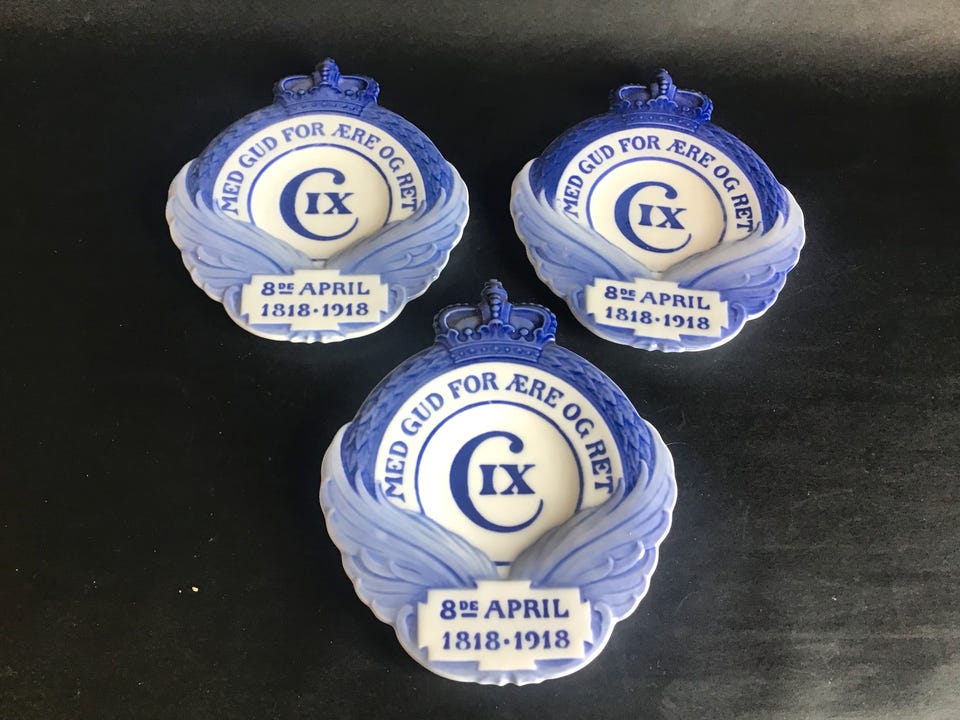 MED GUD FOR ÆRE OG RET
CIX
8DE APRIL
1818·1918
MED GUD FOR ÆRE OG RET
CIX
8DE APRIL
1818·1918
MED GUD FOR ÆRE OG RET
CIX
8DE APRIL
1818·1918